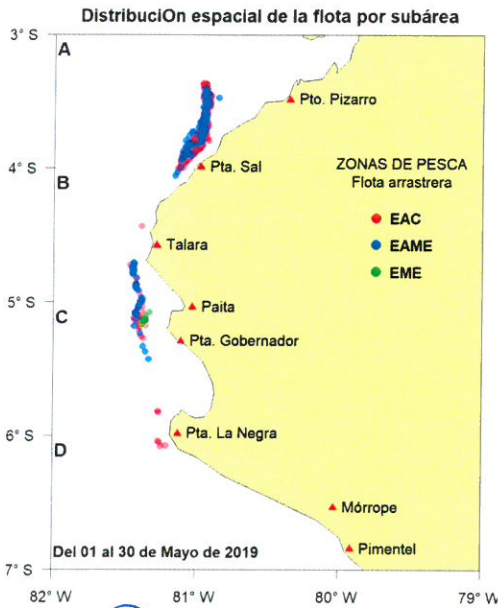 DistribuciOn espacial de la flota por subárea
3° S
A
Pto. Pizarro
ZONAS DE PESCA
Flota arrastrera
4° S
Pta. Sal
B
EAC
Talara
EAME
EME
5° S
C
Paita
Pta. Gobernador
6° S
Pta. La Negra
D
Mórrope
Del 01 al 30 de Mayo de 2019
Pimentel
7° S
82° W 81° W 80° W 79° W